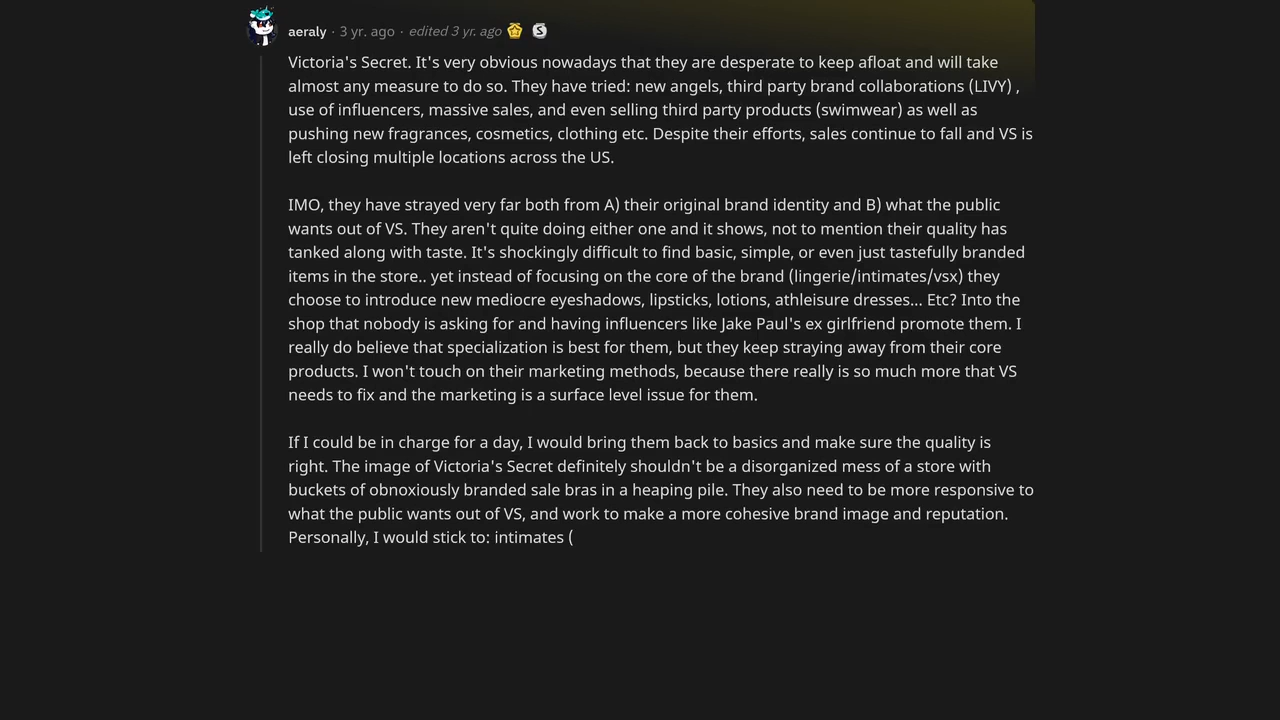 aeraly · 3 yr. ago · edited 3 yr. ago
Victoria's Secret. It's very obvious nowadays that they are desperate to keep afloat and will take
almost any measure to do so. They have tried: new angels, third party brand collaborations (LIVY) ,
use of influencers, massive sales, and even selling third party products (swimwear) as well as
pushing new fragrances, cosmetics, clothing etc. Despite their efforts, sales continue to fall and VS is
left closing multiple locations across the US.
IMO, they have strayed very far both from A) their original brand identity and B) what the public
wants out of VS. They aren't quite doing either one and it shows, not to mention their quality has
tanked along with taste. It's shockingly difficult to find basic, simple, or even just tastefully branded
items in the store.. yet instead of focusing on the core of the brand (lingerie/intimates/vsx) they
choose to introduce new mediocre eyeshadows, lipsticks, lotions, athleisure dresses... Etc? Into the
shop that nobody is asking for and having influencers like Jake Paul's ex girlfriend promote them. I
really do believe that specialization is best for them, but they keep straying away from their core
products. I won't touch on their marketing methods, because there really is so much more that VS
needs to fix and the marketing is a surface level issue for them.
If I could be in charge for a day, I would bring them back to basics and make sure the quality is
right. The image of Victoria's Secret definitely shouldn't be a disorganized mess of a store with
buckets of obnoxiously branded sale bras in a heaping pile. They also need to be more responsive to
what the public wants out of VS, and work to make a more cohesive brand image and reputation.
Personally, I would stick to: intimates (